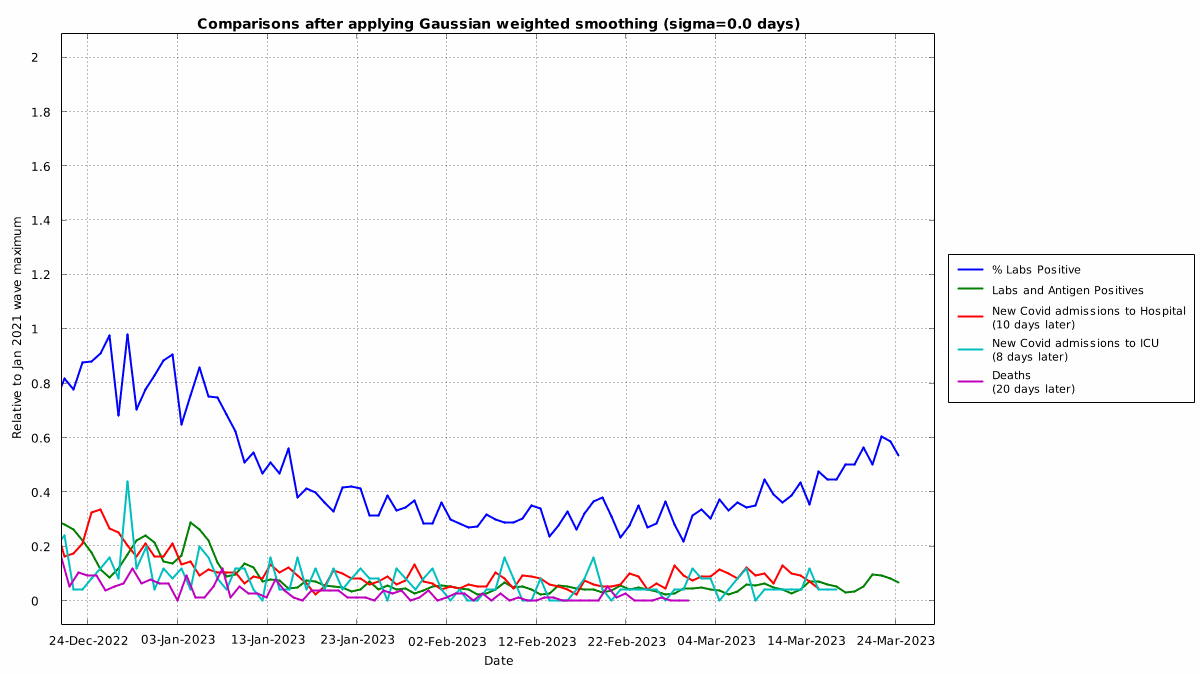 Comparisons after applying Gaussian weighted smoothing (sigma=0.0 days)
Relative to Jan 2021 wave maximum
2
1.8
1.6
1.4
1.2
1
0.8
0.6
0.4
0.2
0
24-Dec-2022 03-Jan-2023 13-Jan-2023 23-Jan-2023 02-Feb-2023 12-Feb-2023 22-Feb-2023 04-Mar-2023 14-Mar-2023 24-Mar-2023
Date
% Labs Positive
Labs and Antigen Positives
New Covid admissions to Hospital
(10 days later)
New Covid admissions to ICU
(8 days later)
Deaths
(20 days later)